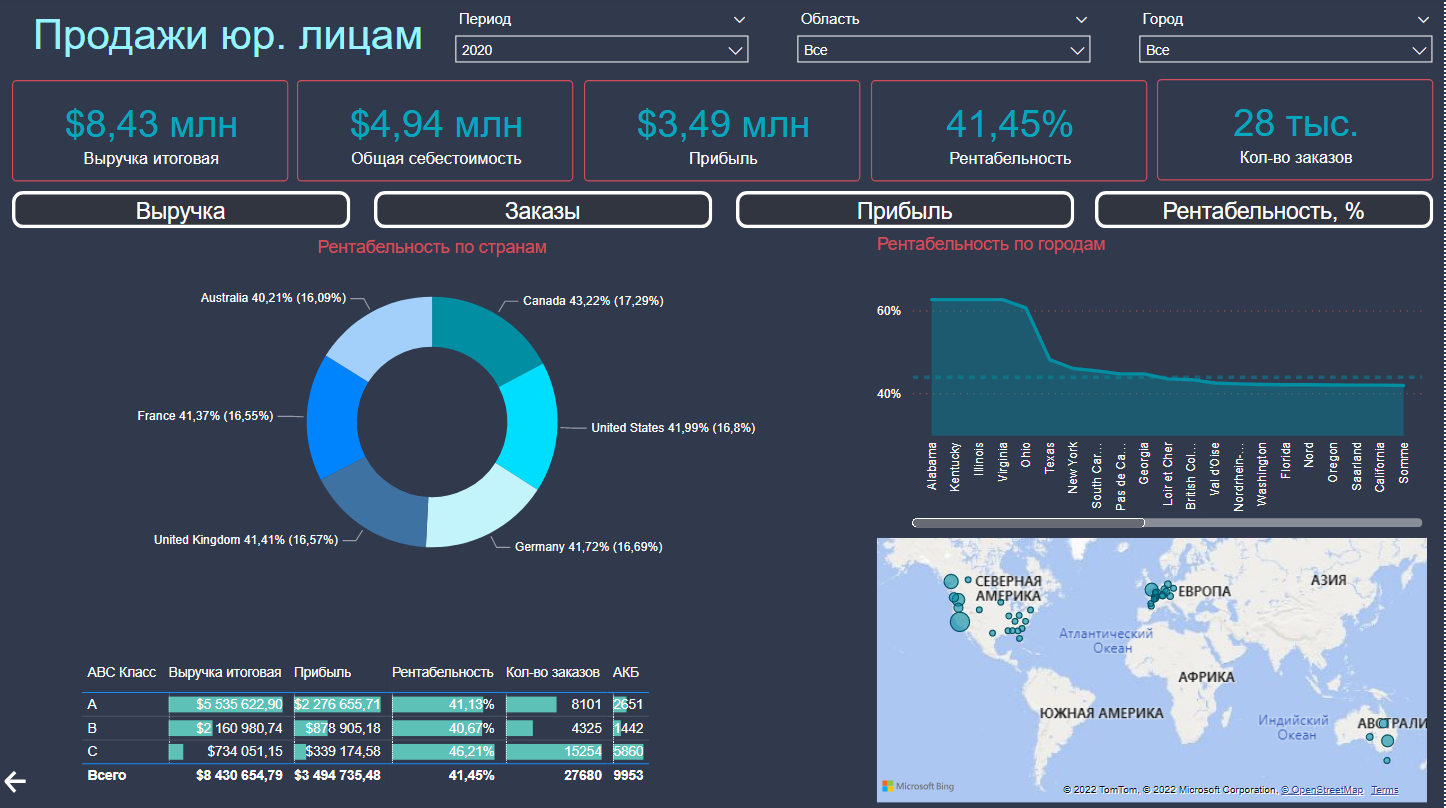 Продажи юр. лицам
Период
2020
Область
Все
Город
Все
$8,43 млн
Выручка итоговая
$4,94 млн
Общая себестоимость
$3,49 млн
Прибыль
41,45%
Рентабельность
28 тыс.
Кол-во заказов
Выручка
Заказы
Прибыль
Рентабельность, %
Рентабельность по странам
Australia 40,21% (16,09%)
Canada 43,22% (17,29%)
France 41,37% (16,55%)
United States 41,99% (16,8%)
United Kingdom 41,41% (16,57%)
Germany 41,72% (16,69%)
Рентабельность по городам
60%
40%
Alabama
Kentucky
Illinois
Virginia
Ohio
Texas
New York
South Car...
Pas de Ca...
Georgia
Loir et Cher
British Col...
Val d'Oise
Nordrhein-...
Washington
Florida
Nord
Oregon
Saarland
California
Somme
СЕВЕРНАЯ
АМЕРИКА
ЕВРОПА
АЗИЯ
Атлантический
Океан
АФРИКА
ЮЖНАЯ АМЕРИКА
Индийский
Океан
АВСТРАЛИ
Microsoft Bing
© 2022 TomTom, © 2022 Microsoft Corporation, © OpenStreetMap Terms
ABC Класс Выручка итоговая Прибыль Рентабельность Кол-во заказов АКБ
A $5 535 622,90 $2 276 655,71 41,13% 8101 2651
B $2 160 980,74 $878 905,18 40,67% 4325 1442
C $734 051,15 $339 174,58 46,21% 15254 5860
Всего $8 430 654,79 $3 494 735,48 41,45% 27680 9953